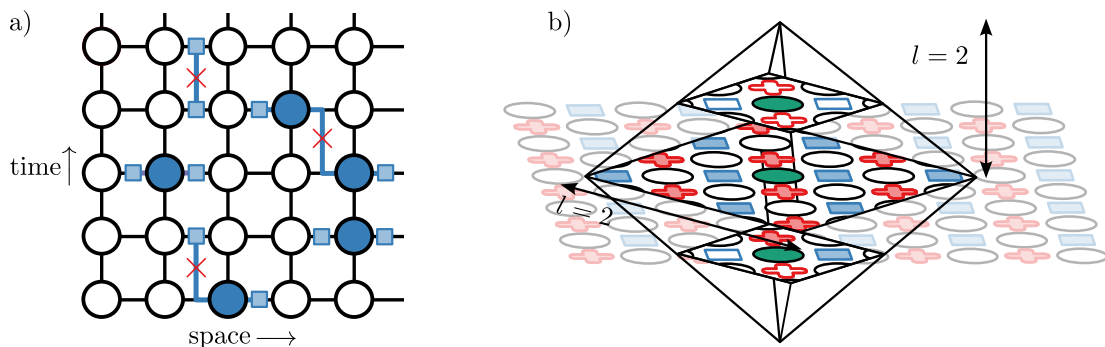 a)
time ↑
space ⟶
b)
l = 2
l = 2